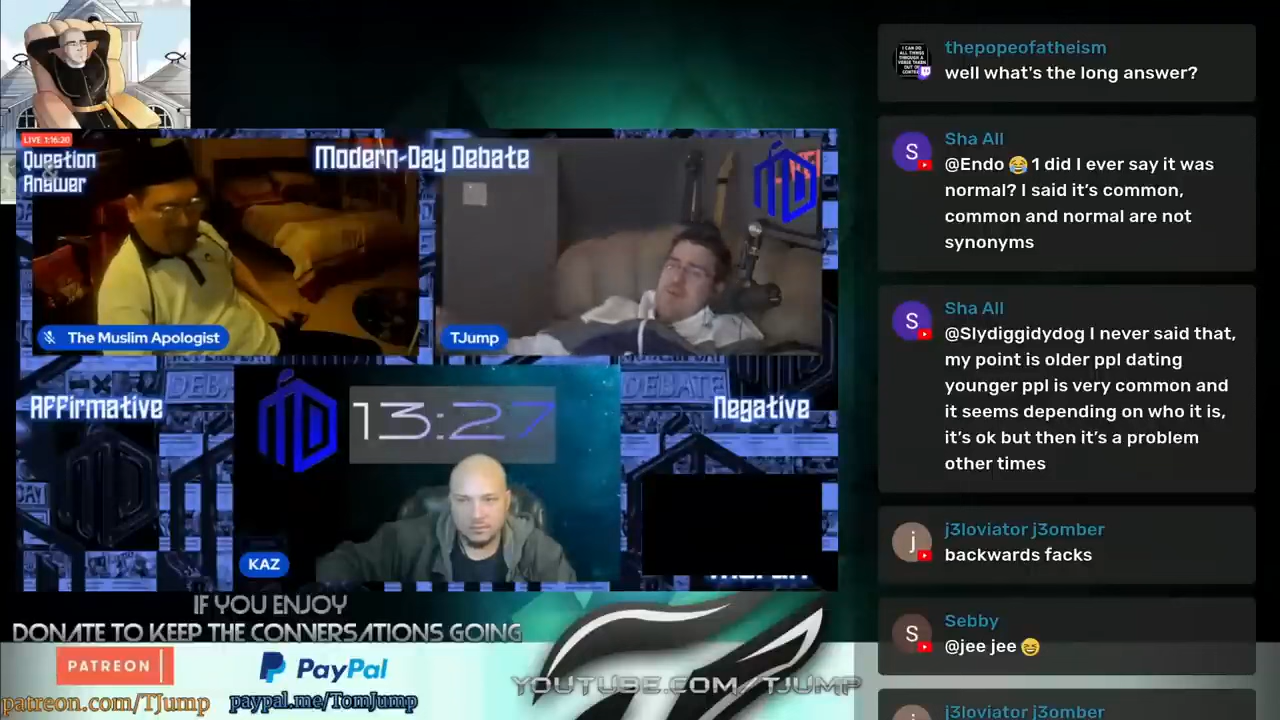 LIVE 1:16:20
Question
&
Answer
Modern-Day Debate
The Muslim Apologist
TJump
Affirmative
13:27
Negative
KAZ
IF YOU ENJOY
DONATE TO KEEP THE CONVERSATIONS GOING
PATREON
PayPal
patreon.com/TJump
paypal.me/TomJump
YOUTUBE.COM/TJUMP
thepopeofatheism
well what's the long answer?
Sha All
@Endo 😂 1 did I ever say it was
normal? I said it’s common,
common and normal are not
synonyms
Sha All
@Slydiggidydog I never said that,
my point is older ppl dating
younger ppl is very common and
it seems depending on who it is,
it’s ok but then it’s a problem
other times
j3loviator j3omber
backwards facks
Sebby
@jee jee 😄
j3loviator j3omber